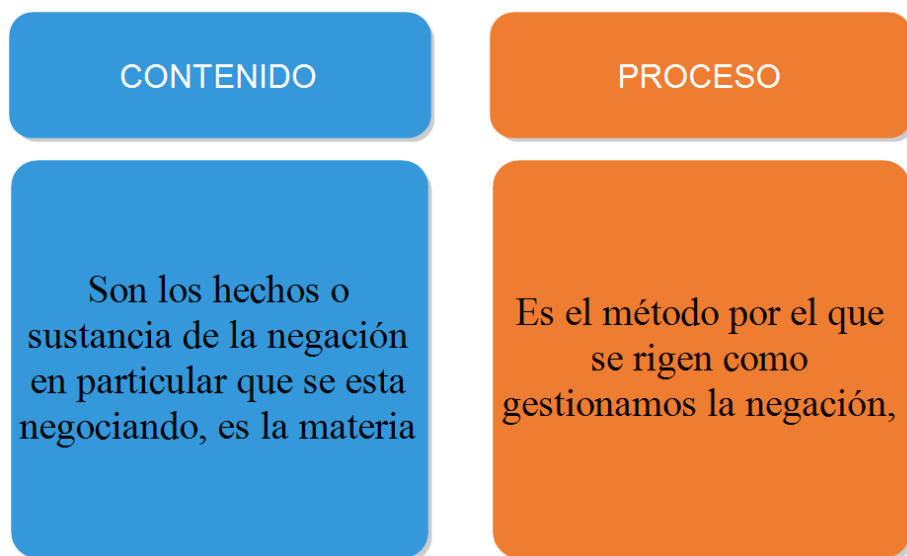 CONTENIDO
Son los hechos o
sustancia de la negación
en particular que se esta
negociando, es la materia
PROCESO
Es el método por el que
se rigen como
gestionamos la negación,